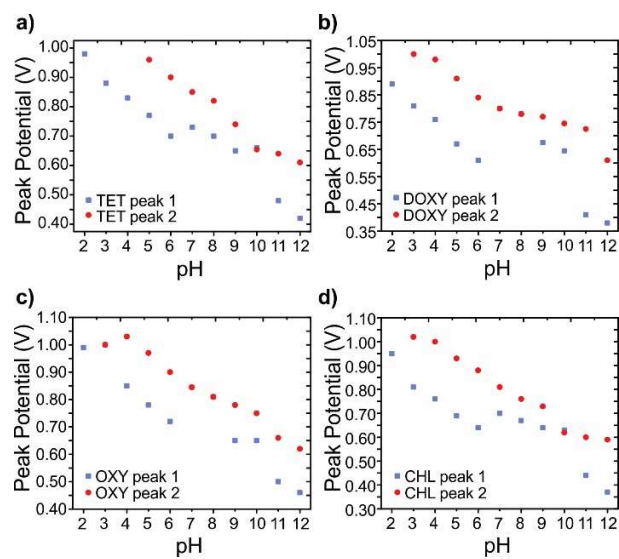 a)
1.00
0.90
0.80
0.70
0.60
0.50
0.40
Peak Potential (V)
TET peak 1
TET peak 2
2 3 4 5 6 7 8 9 10 11 12
pH
b)
1.05
0.95
0.85
0.75
0.65
0.55
0.45
0.35
Peak Potential (V)
DOXY peak 1
DOXY peak 2
2 3 4 5 6 7 8 9 10 11 12
pH
c)
1.10
1.00
0.90
0.80
0.70
0.60
0.50
0.40
Peak Potential (V)
OXY peak 1
OXY peak 2
2 3 4 5 6 7 8 9 10 11 12
pH
d)
1.10
1.00
0.90
0.80
0.70
0.60
0.50
0.40
0.30
Peak Potential (V)
CHL peak 1
CHL peak 2
2 3 4 5 6 7 8 9 10 11 12
pH